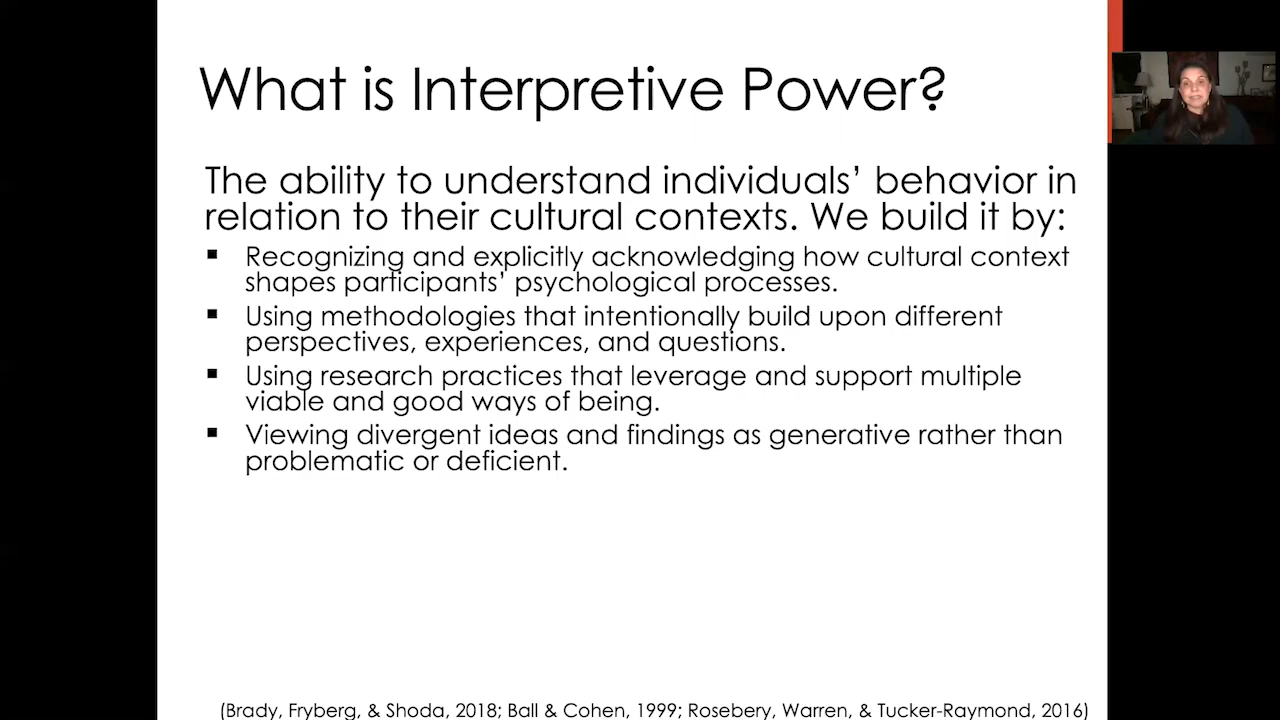 What is Interpretive Power?
The ability to understand individuals’ behavior in
relation to their cultural contexts. We build it by:
▪ Recognizing and explicitly acknowledging how cultural context
shapes participants’ psychological processes.
▪ Using methodologies that intentionally build upon different
perspectives, experiences, and questions.
▪ Using research practices that leverage and support multiple
viable and good ways of being.
▪ Viewing divergent ideas and findings as generative rather than
problematic or deficient.
(Brady, Fryberg, & Shoda, 2018; Ball & Cohen, 1999; Rosebery, Warren, & Tucker-Raymond, 2016)